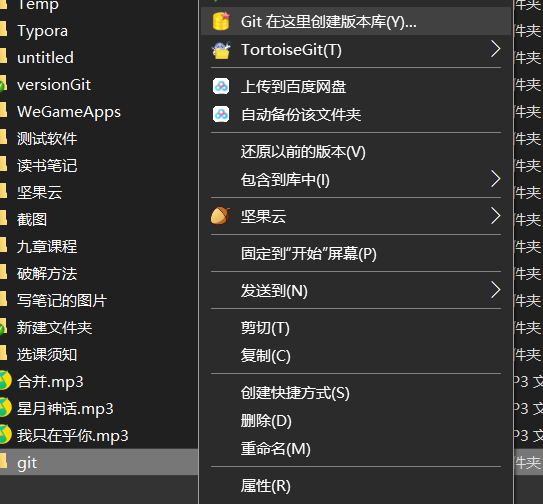 Temp
Typora
untitled
versionGit
WeGameApps
测试软件
读书笔记
坚果云
截图
九章课程
破解方法
写笔记的图片
新建文件夹
选课须知
合并.mp3
星月神话.mp3
我只在乎你.mp3
git
Git 在这里创建版本库(Y)...
TortoiseGit(T)
上传到百度网盘
自动备份该文件夹
还原以前的版本(V)
包含到库中(I)
坚果云
固定到"开始"屏幕(P)
发送到(N)
剪切(T)
复制(C)
创建快捷方式(S)
删除(D)
重命名(M)
属性(R)
件夹
件夹
件夹
件夹
件夹
件夹
件夹
件夹
件夹
件夹
件夹
件夹
件夹
件夹
P3 文
P3 文
P3 文
件夹